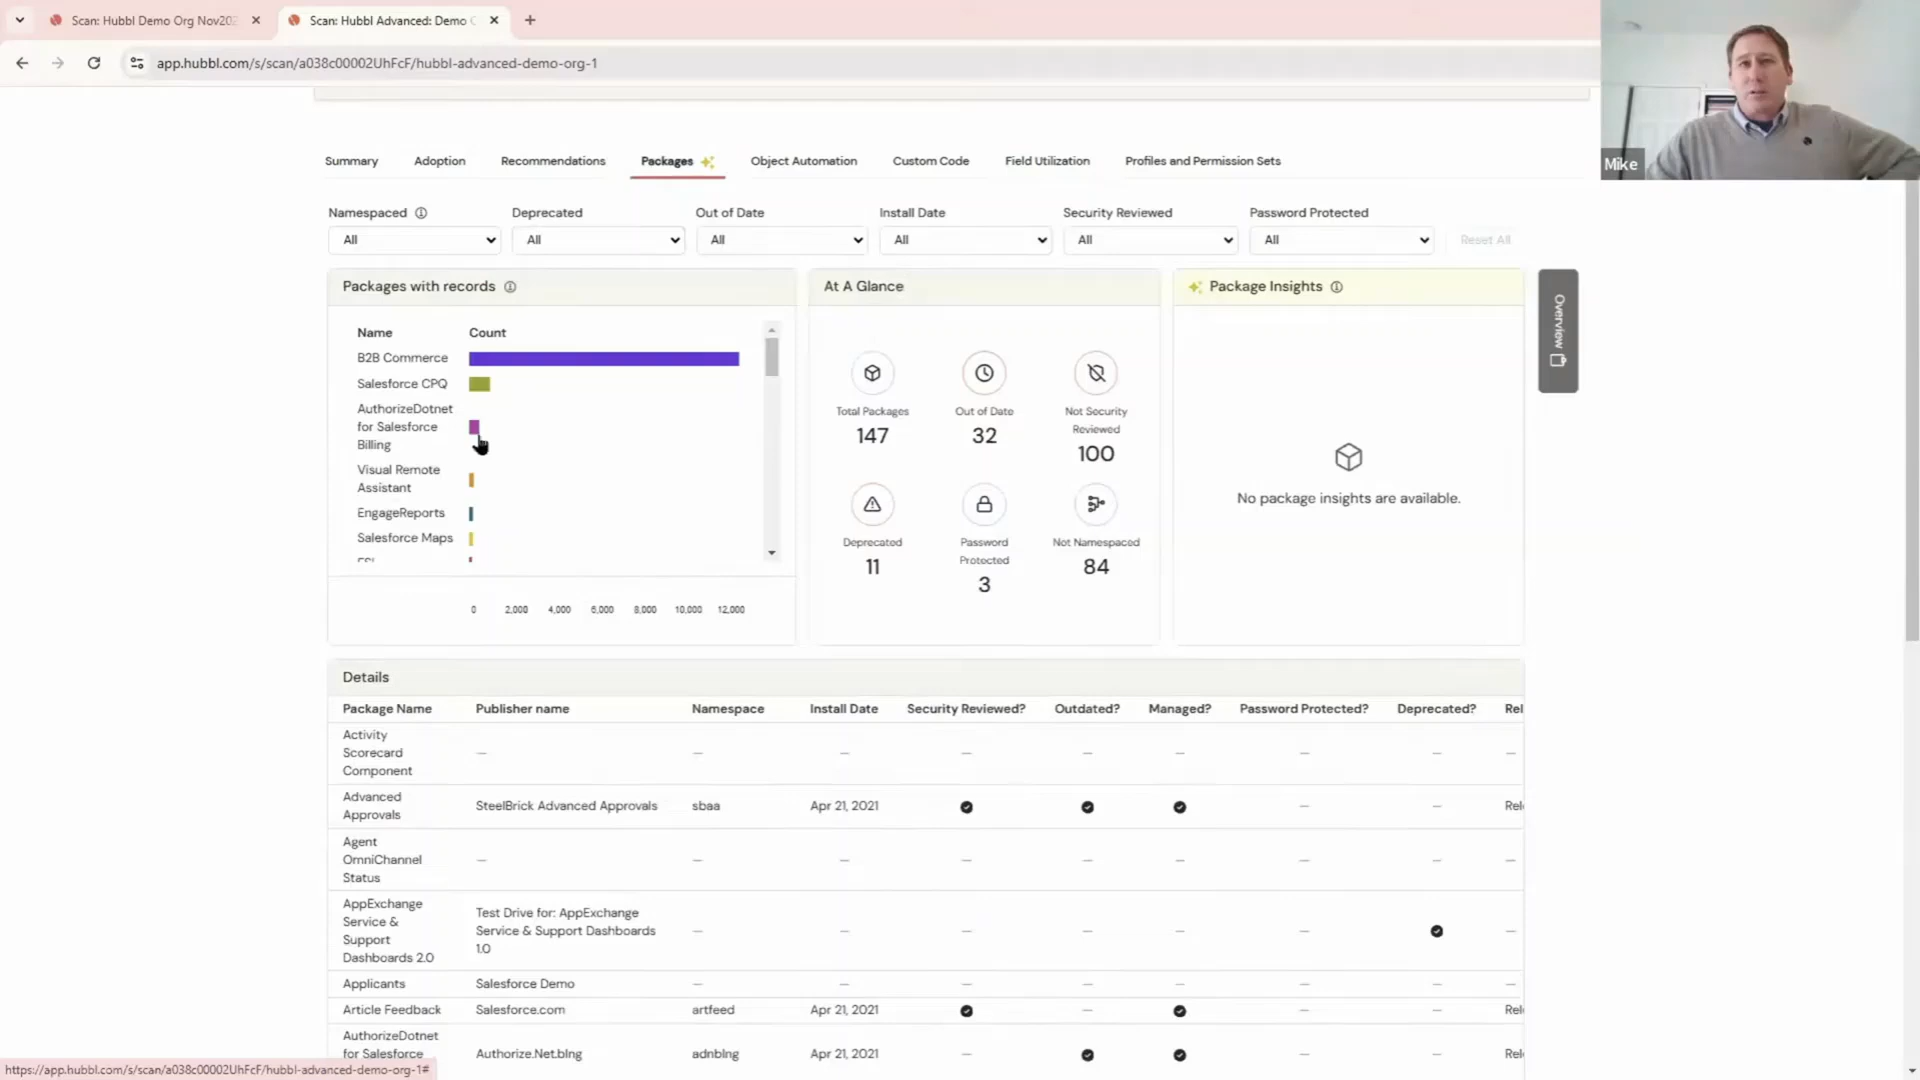 Scan: Hubbl Demo Org Nov202
Scan: Hubbl Advanced: Demo
app.hubbl.com/s/scan/a038c00002UhFcF/hubbl-advanced-demo-org-1
Mike
Summary Adoption Recommendations Packages Object Automation Custom Code Field Utilization Profiles and Permission Sets
Namespaced Deprecated Out of Date Install Date Security Reviewed Password Protected
All All All All All All Reset All
Packages with records
Name Count
B2B Commerce
Salesforce CPQ
AuthorizeDotnet
for Salesforce
Billing
Visual Remote
Assistant
EngageReports
Salesforce Maps
0 2,000 4,000 6,000 8,000 10,000 12,000
At A Glance
Total Packages
147
Out of Date
32
Not Security
Reviewed
100
Deprecated
11
Password
Protected
3
Not Namespaced
84
Package Insights
No package insights are available.
Overview
Details
Package Name Publisher name Namespace Install Date Security Reviewed? Outdated? Managed? Password Protected? Deprecated? Rel
Activity
Scorecard
Component
— — — — — — — — —
Advanced
Approvals
SteelBrick Advanced Approvals sbaa Apr 21, 2021 — — Rel
Agent
OmniChannel
Status
— — — — — — — — —
AppExchange
Service &
Support
Dashboards 2.0
Test Drive for: AppExchange
Service & Support Dashboards
1.0
— — — — — — —
Applicants Salesforce Demo — — — — — — — —
Article Feedback Salesforce.com artfeed Apr 21, 2021 — — — Rel
AuthorizeDotnet
for Salesforce
Authorize.Net.blng adnblng Apr 21, 2021 — — — Rel
https://app.hubbl.com/s/scan/a038c00002UhFcF/hubbl-advanced-demo-org-1#